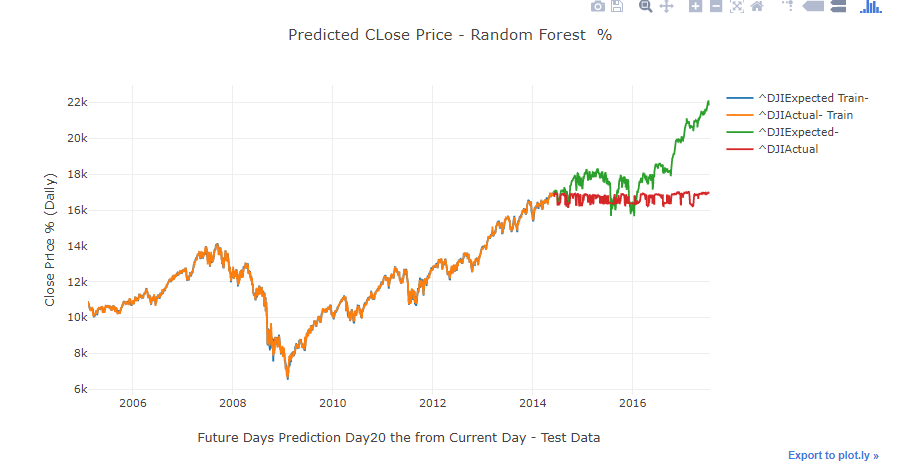 Predicted CLose Price - Random Forest %
^DJIExpected Train-
^DJIActual- Train
^DJIExpected-
^DJIActual
Close Price % (Daily)
22k
20k
18k
16k
14k
12k
10k
8k
6k
2006 2008 2010 2012 2014 2016
Future Days Prediction Day20 the from Current Day - Test Data
Export to plot.ly »